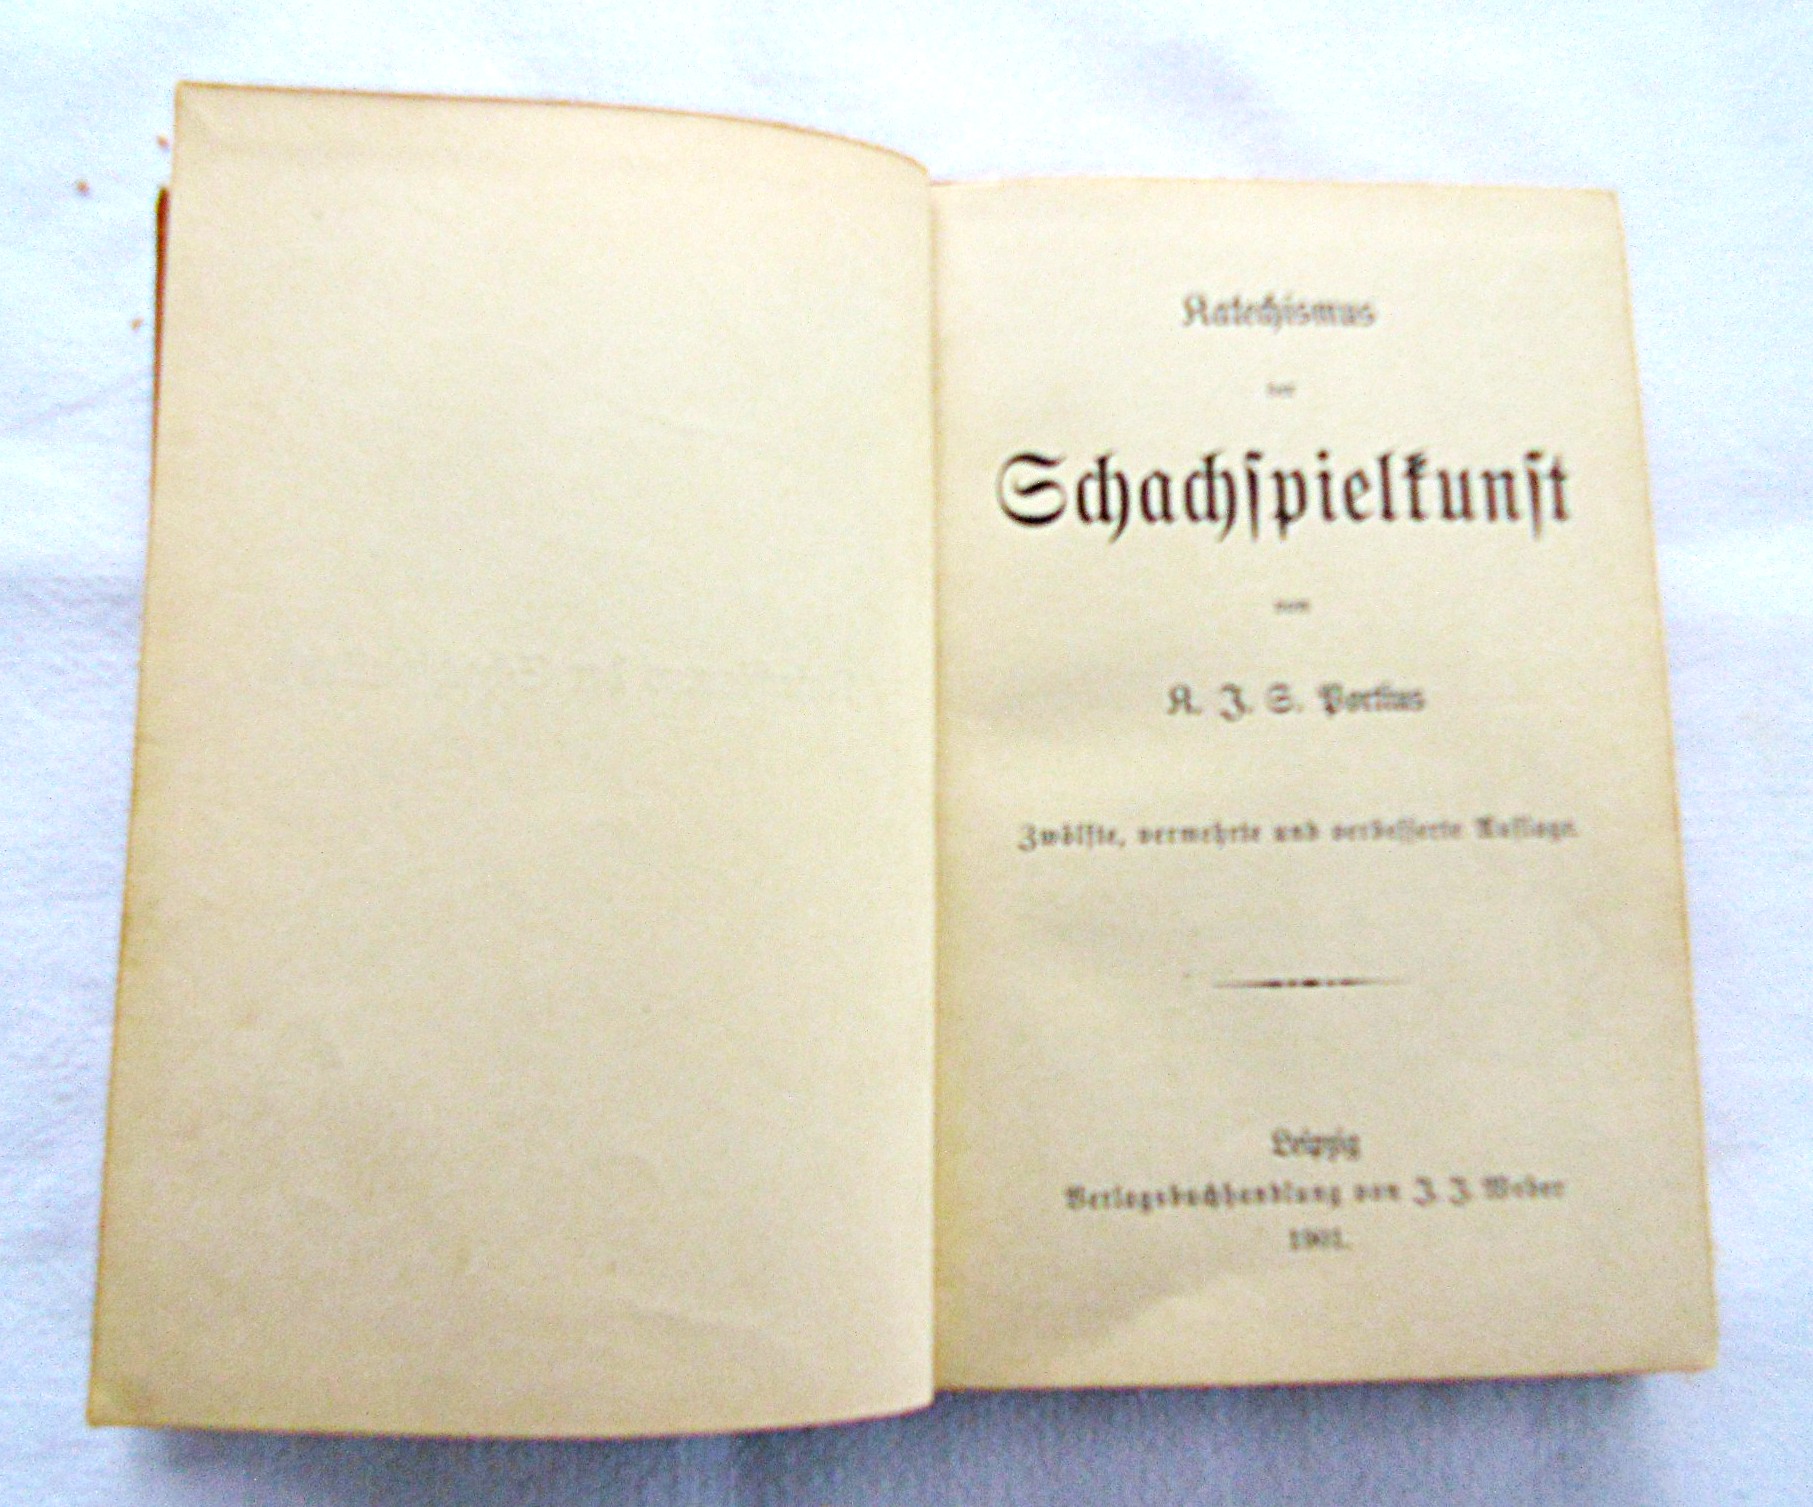 Katechismus
der
Schachspielkunst
von
K. J. S. Portius
Zwölfte, vermehrte und verbesserte Auflage.
Leipzig
Verlagsbuchhandlung von J. J. Weber
1901.